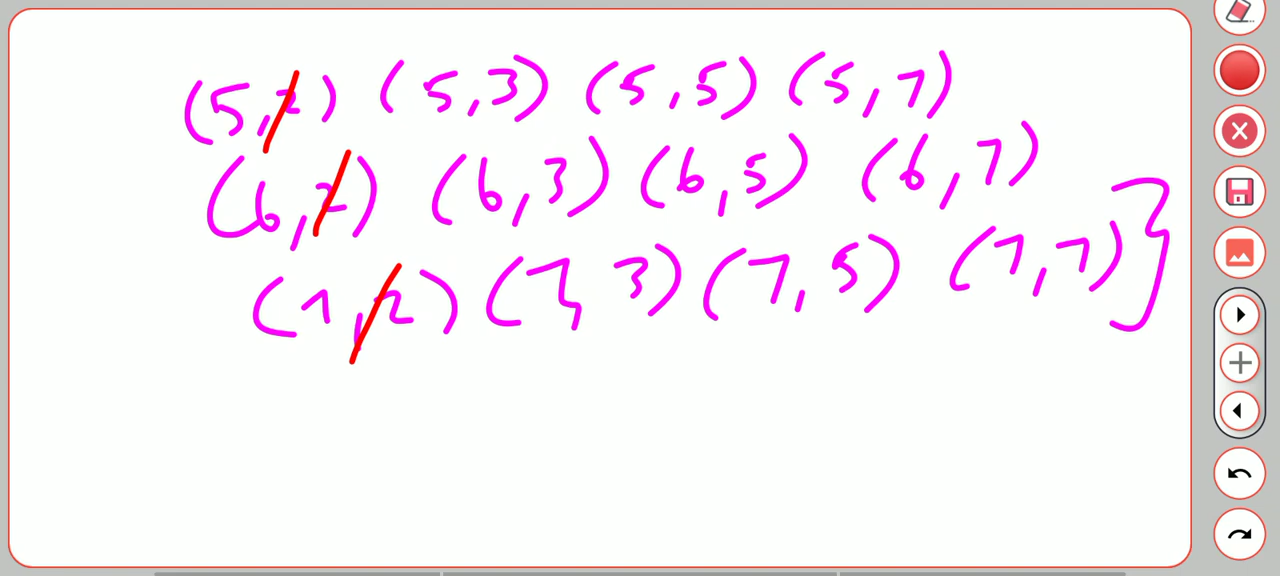 (5,2) (5,3) (5,5) (5,7)
(6,2) (6,3) (6,5) (6,7)
(7,2) (7,3) (7,5) (7,7)}